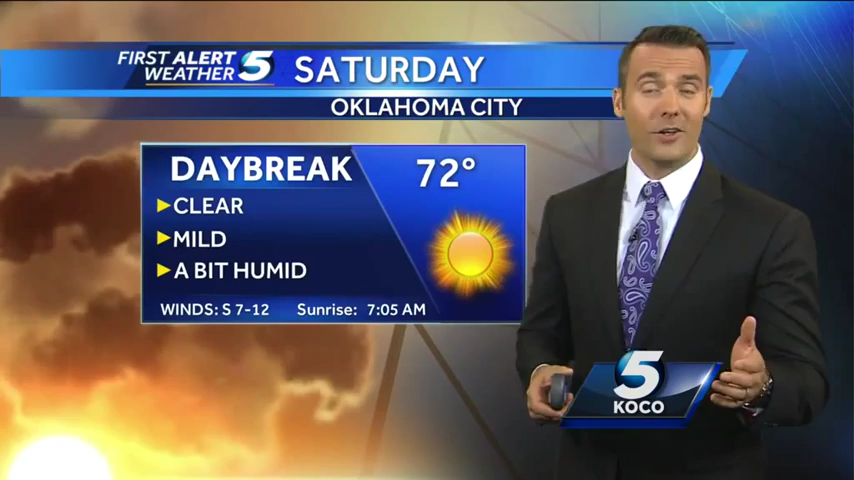 FIRST ALERT
WEATHER 5
SATURDAY
OKLAHOMA CITY
DAYBREAK
72°
CLEAR
MILD
A BIT HUMID
WINDS: S 7-12 Sunrise: 7:05 AM
5
KOCO